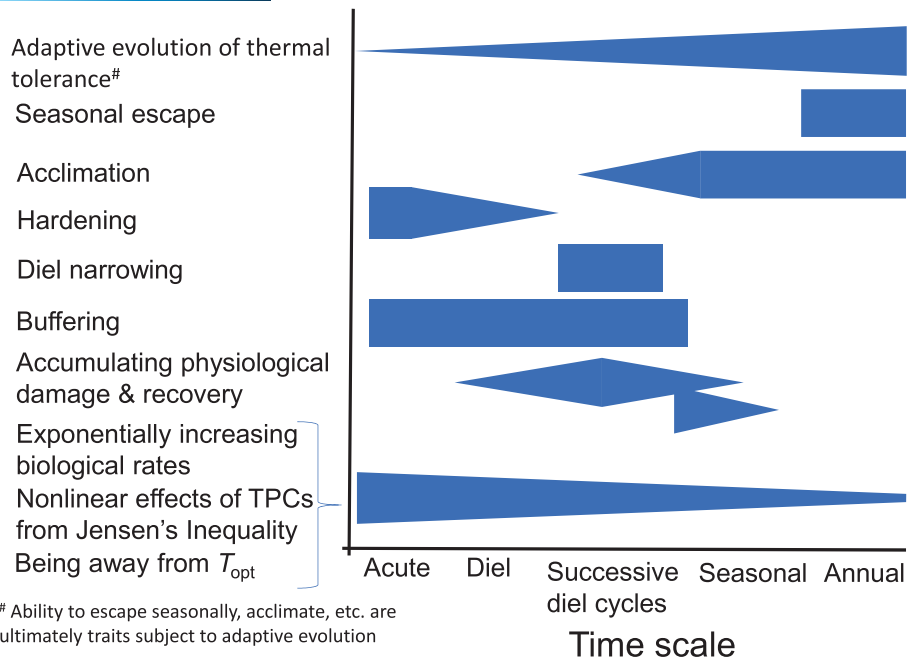 Adaptive evolution of thermal
tolerance#
Seasonal escape
Acclimation
Hardening
Diel narrowing
Buffering
Accumulating physiological
damage & recovery
Exponentially increasing
biological rates
Nonlinear effects of TPCs
from Jensen's Inequality
Being away from Topt
Acute
Diel
Successive
diel cycles
Seasonal
Annual
# Ability to escape seasonally, acclimate, etc. are
ultimately traits subject to adaptive evolution
Time scale